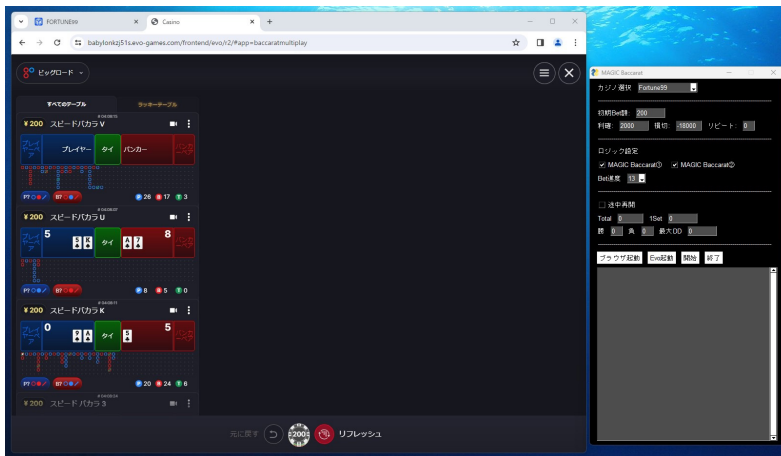 FORTUNE99
Casino
babylonkzj51s.evo-games.com/frontend/evo/r2/#app=baccaratmultiplay
ビッグロード
すべてのテーブル
ラッキーテーブル
¥200 スピードバカラ V
プレイヤー
タイ
バンカー
P?
B?
P 26 B 17 T 3
¥200 スピードバカラ U
5
5 K
タイ
A 7
8
P?
B?
P 8 B 5 T 0
¥200 スピードバカラ K
0
9 A
タイ
5
5
P?
B?
P 20 B 24 T 6
¥200 スピードバカラ 3
元に戻す
200
リフレッシュ
MAGIC Baccarat
カジノ選択 Fortune99
初期Bet額: 200
利確: 2000 損切: -18000 リピート: 0
ロジック設定
MAGIC Baccarat① MAGIC Baccarat②
Bet速度 13
途中再開
Total 0 1Set 0
勝 0 負 0 最大DD 0
ブラウザ起動 Evo起動 開始 終了